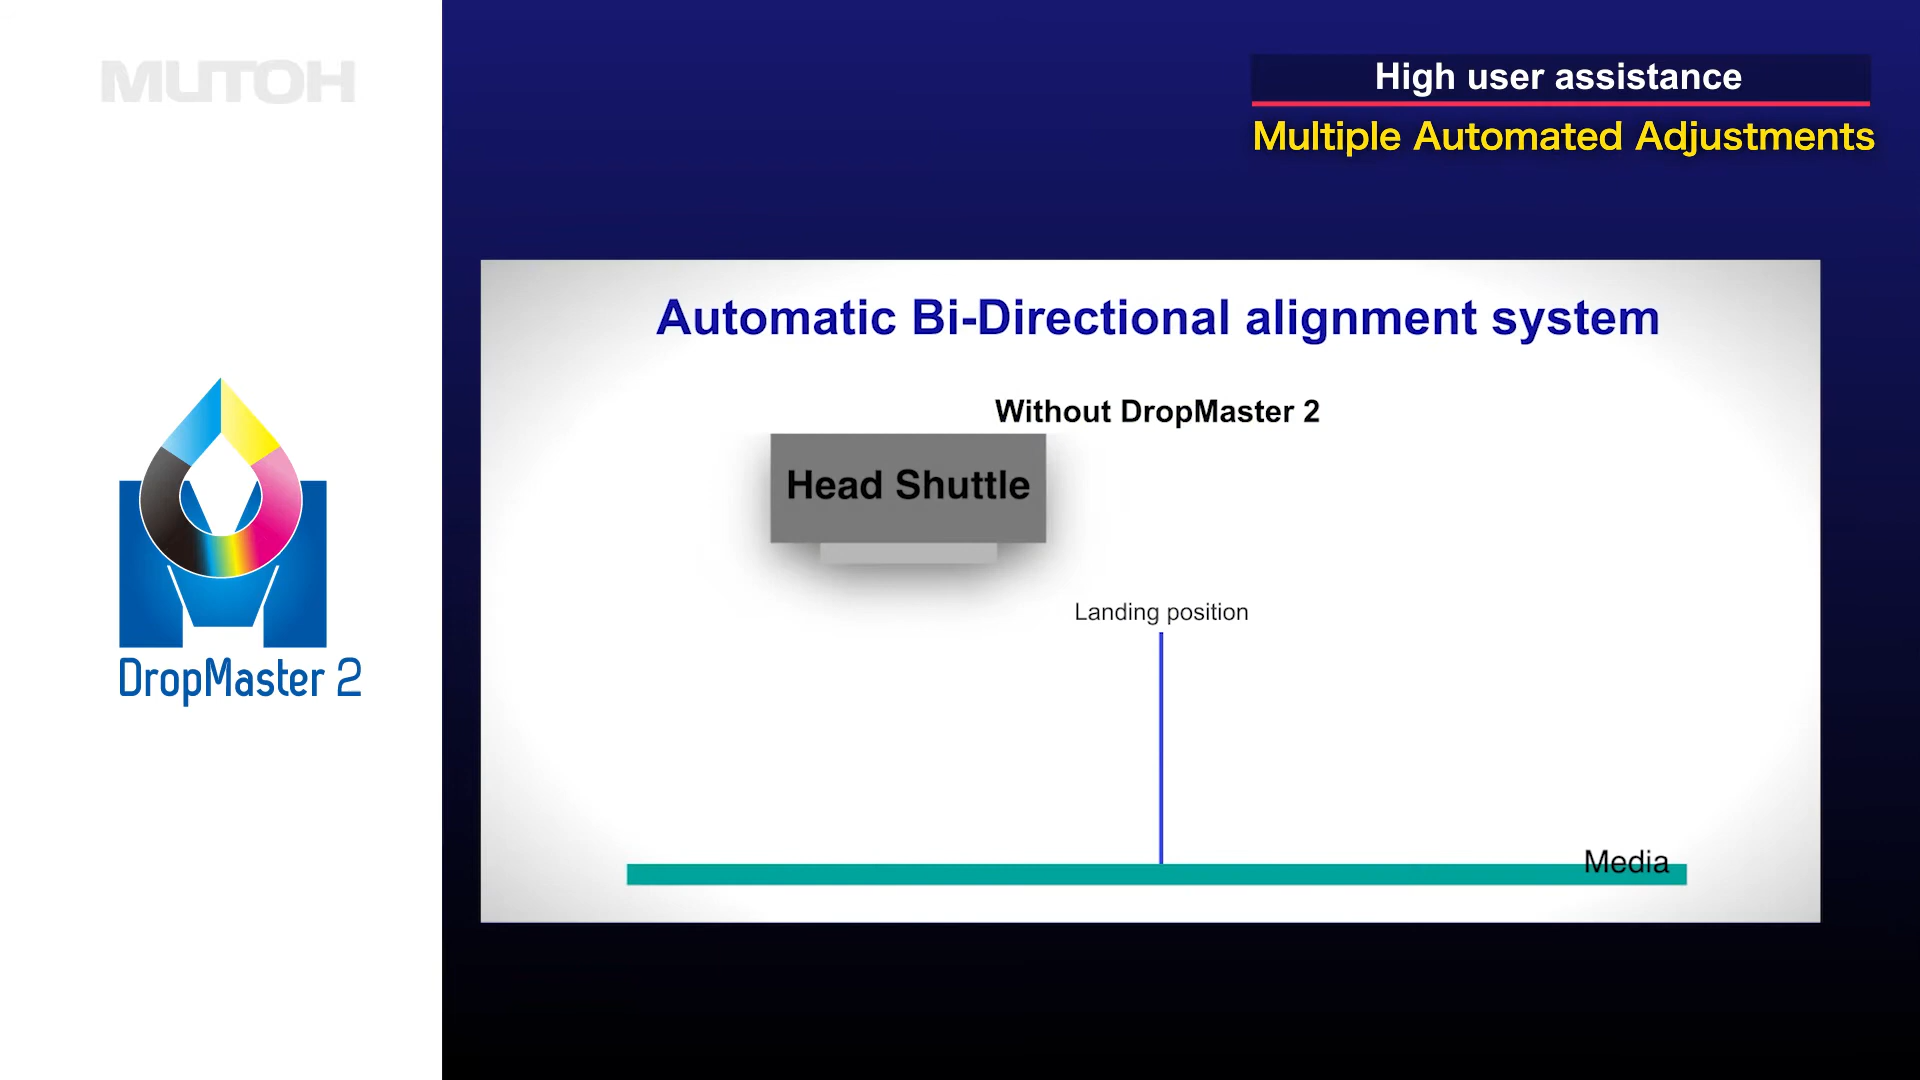 MUTOH
High user assistance
Multiple Automated Adjustments
Automatic Bi-Directional alignment system
Without DropMaster 2
Head Shuttle
Landing position
Media
DropMaster 2